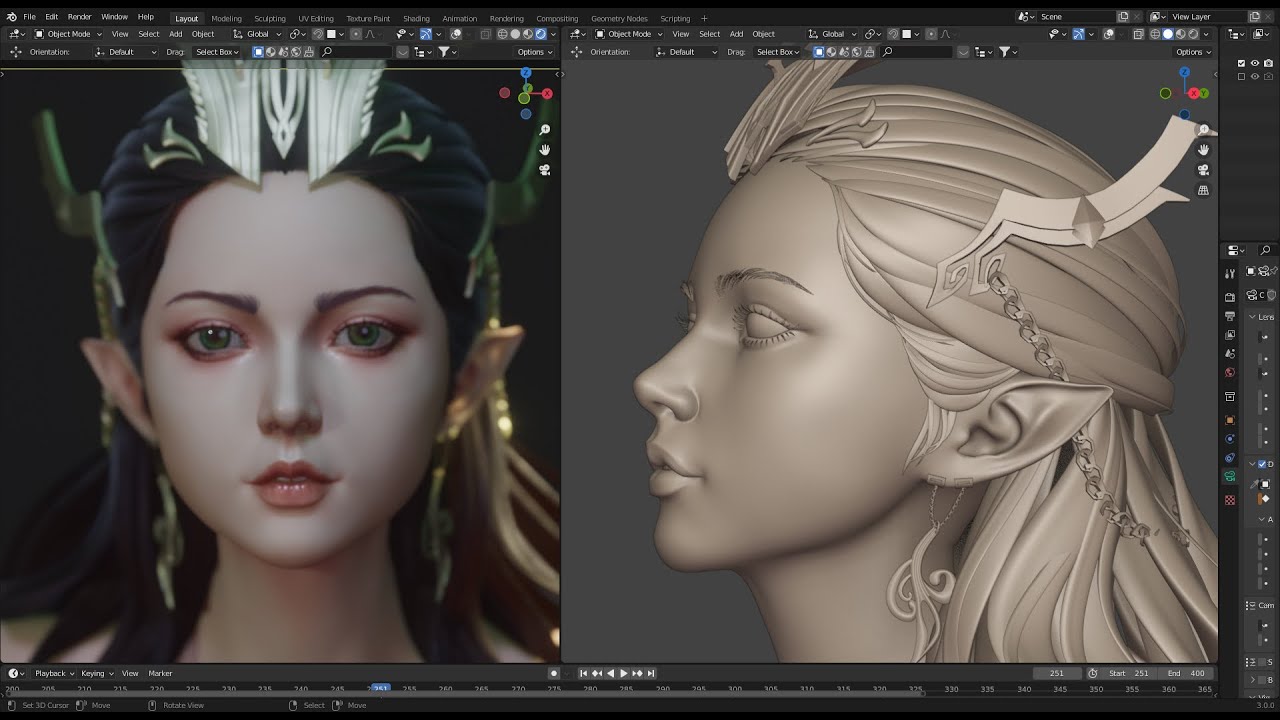 File Edit Render Window Help Layout Modeling Sculpting UV Editing Texture Paint Shading Animation Rendering Compositing Geometry Nodes Scripting + Scene View Layer
Object Mode View Select Add Object Global
Object Mode View Select Add Object Global
Orientation: Default Drag: Select Box Options
Orientation: Default Drag: Select Box Options
Z
X
Z
X Y
C
Lens
D
A
Cam
S
B
Playback Keying View Marker 251 Start 251 End 400
200 205 210 215 220 225 230 235 240 245 251 255 260 265 270 275 280 285 290 295 300 305 310 315 320 325 330 335 340 345 350 355 360 365
Set 3D Cursor Move Rotate View Select Move 3.0.0